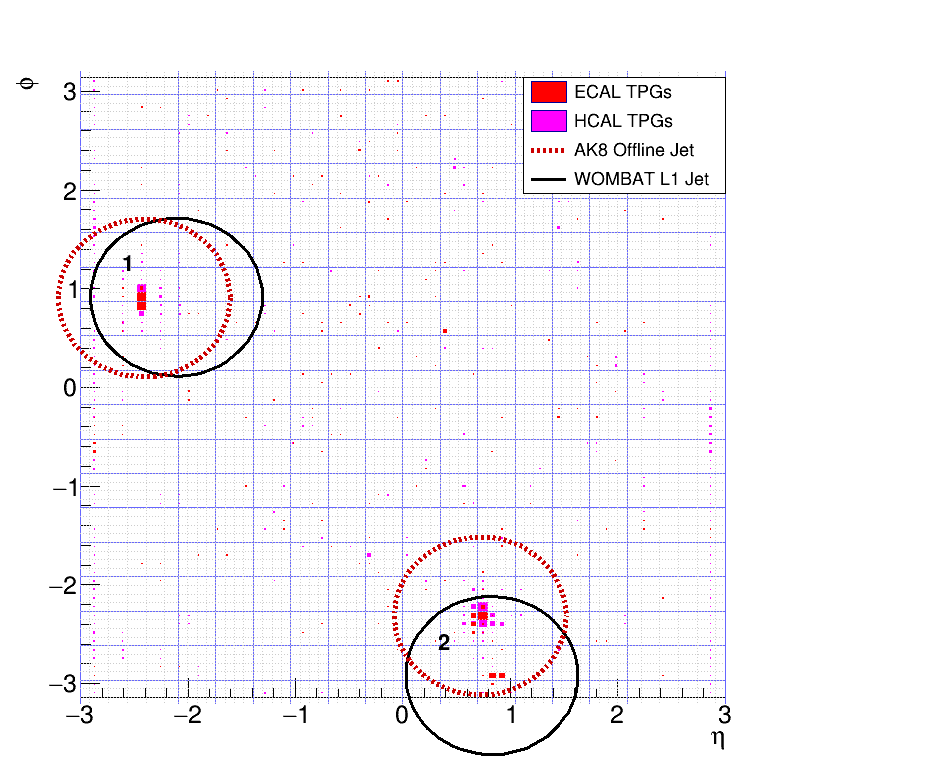 ϕ
3
2
1
0
−1
−2
−3
ECAL TPGs
HCAL TPGs
AK8 Offline Jet
WOMBAT L1 Jet
1
2
−3 −2 −1 0 1 2 3
η